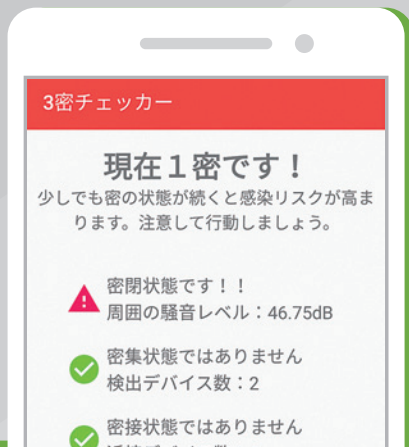 3密チェッカー
現在１密です！
少しでも密の状態が続くと感染リスクが高ま
ります。注意して行動しましょう。
密閉状態です！！
周囲の騒音レベル：46.75dB
密集状態ではありません
検出デバイス数：2
密接状態ではありません